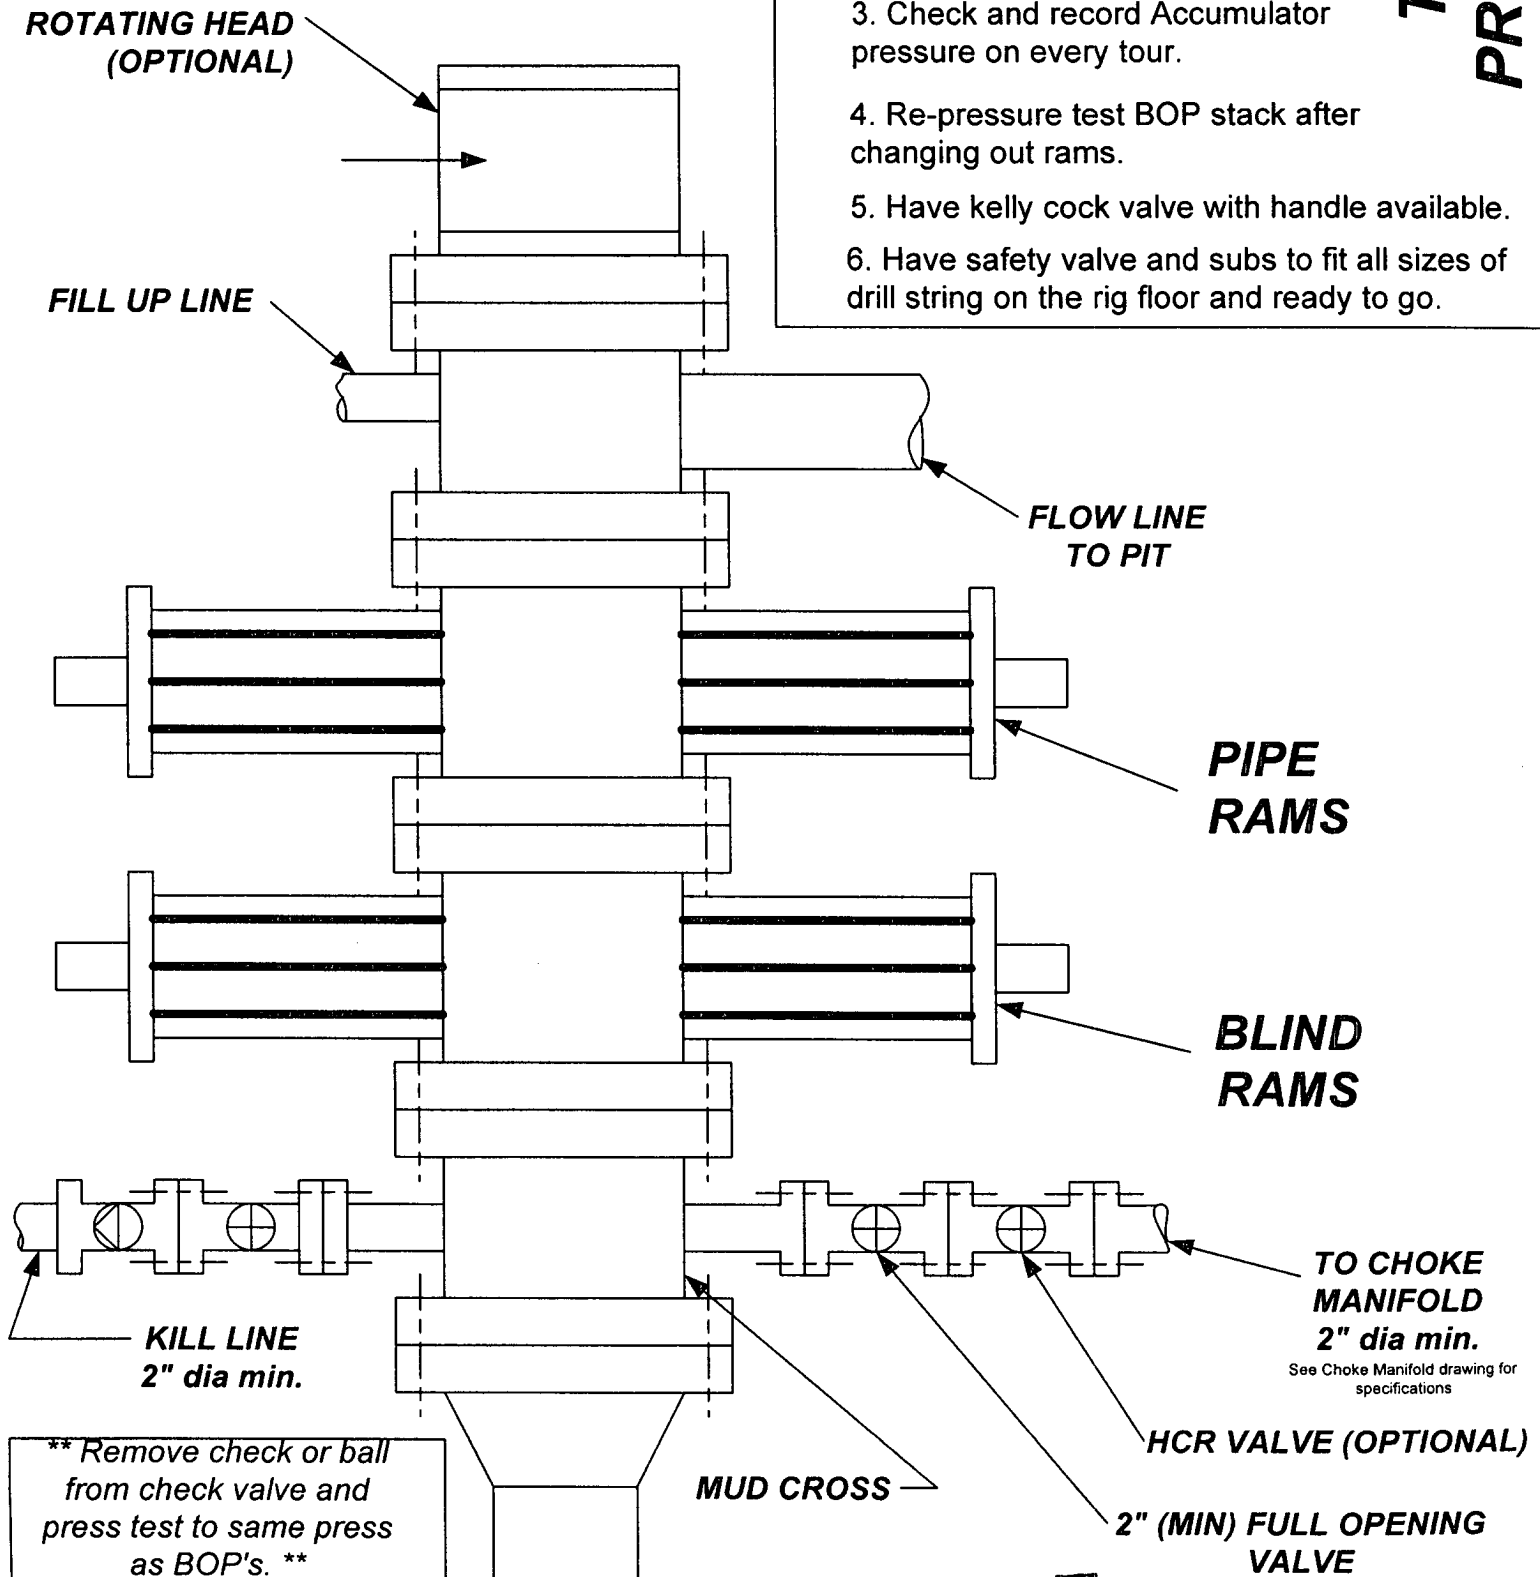 ROTATING HEAD
(OPTIONAL)
3. Check and record Accumulator
pressure on every tour.
4. Re-pressure test BOP stack after
changing out rams.
5. Have kelly cock valve with handle available.
6. Have safety valve and subs to fit all sizes of
drill string on the rig floor and ready to go.
FILL UP LINE
FLOW LINE
TO PIT
PIPE
RAMS
BLIND
RAMS
TO CHOKE
MANIFOLD
2" dia min.
See Choke Manifold drawing for
specifications
KILL LINE
2" dia min.
HCR VALVE (OPTIONAL)
MUD CROSS
2" (MIN) FULL OPENING
VALVE
** Remove check or ball
from check valve and
press test to same press
as BOP's. **